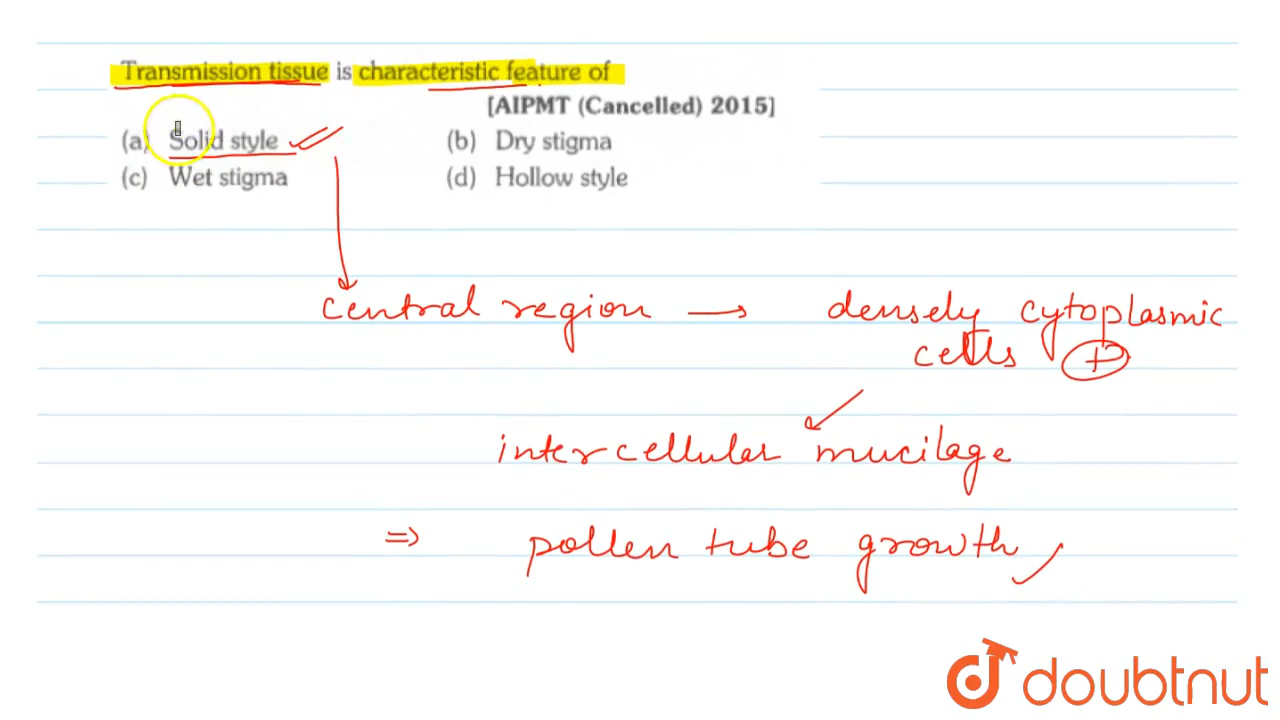 Transmission tissue is characteristic feature of
[AIPMT (Cancelled) 2015]
(a) Solid style (b) Dry stigma
(c) Wet stigma (d) Hollow style
central region → densely cytoplasmic
cells
intercellular mucilage
⇒ pollen tube growth
doubtnut